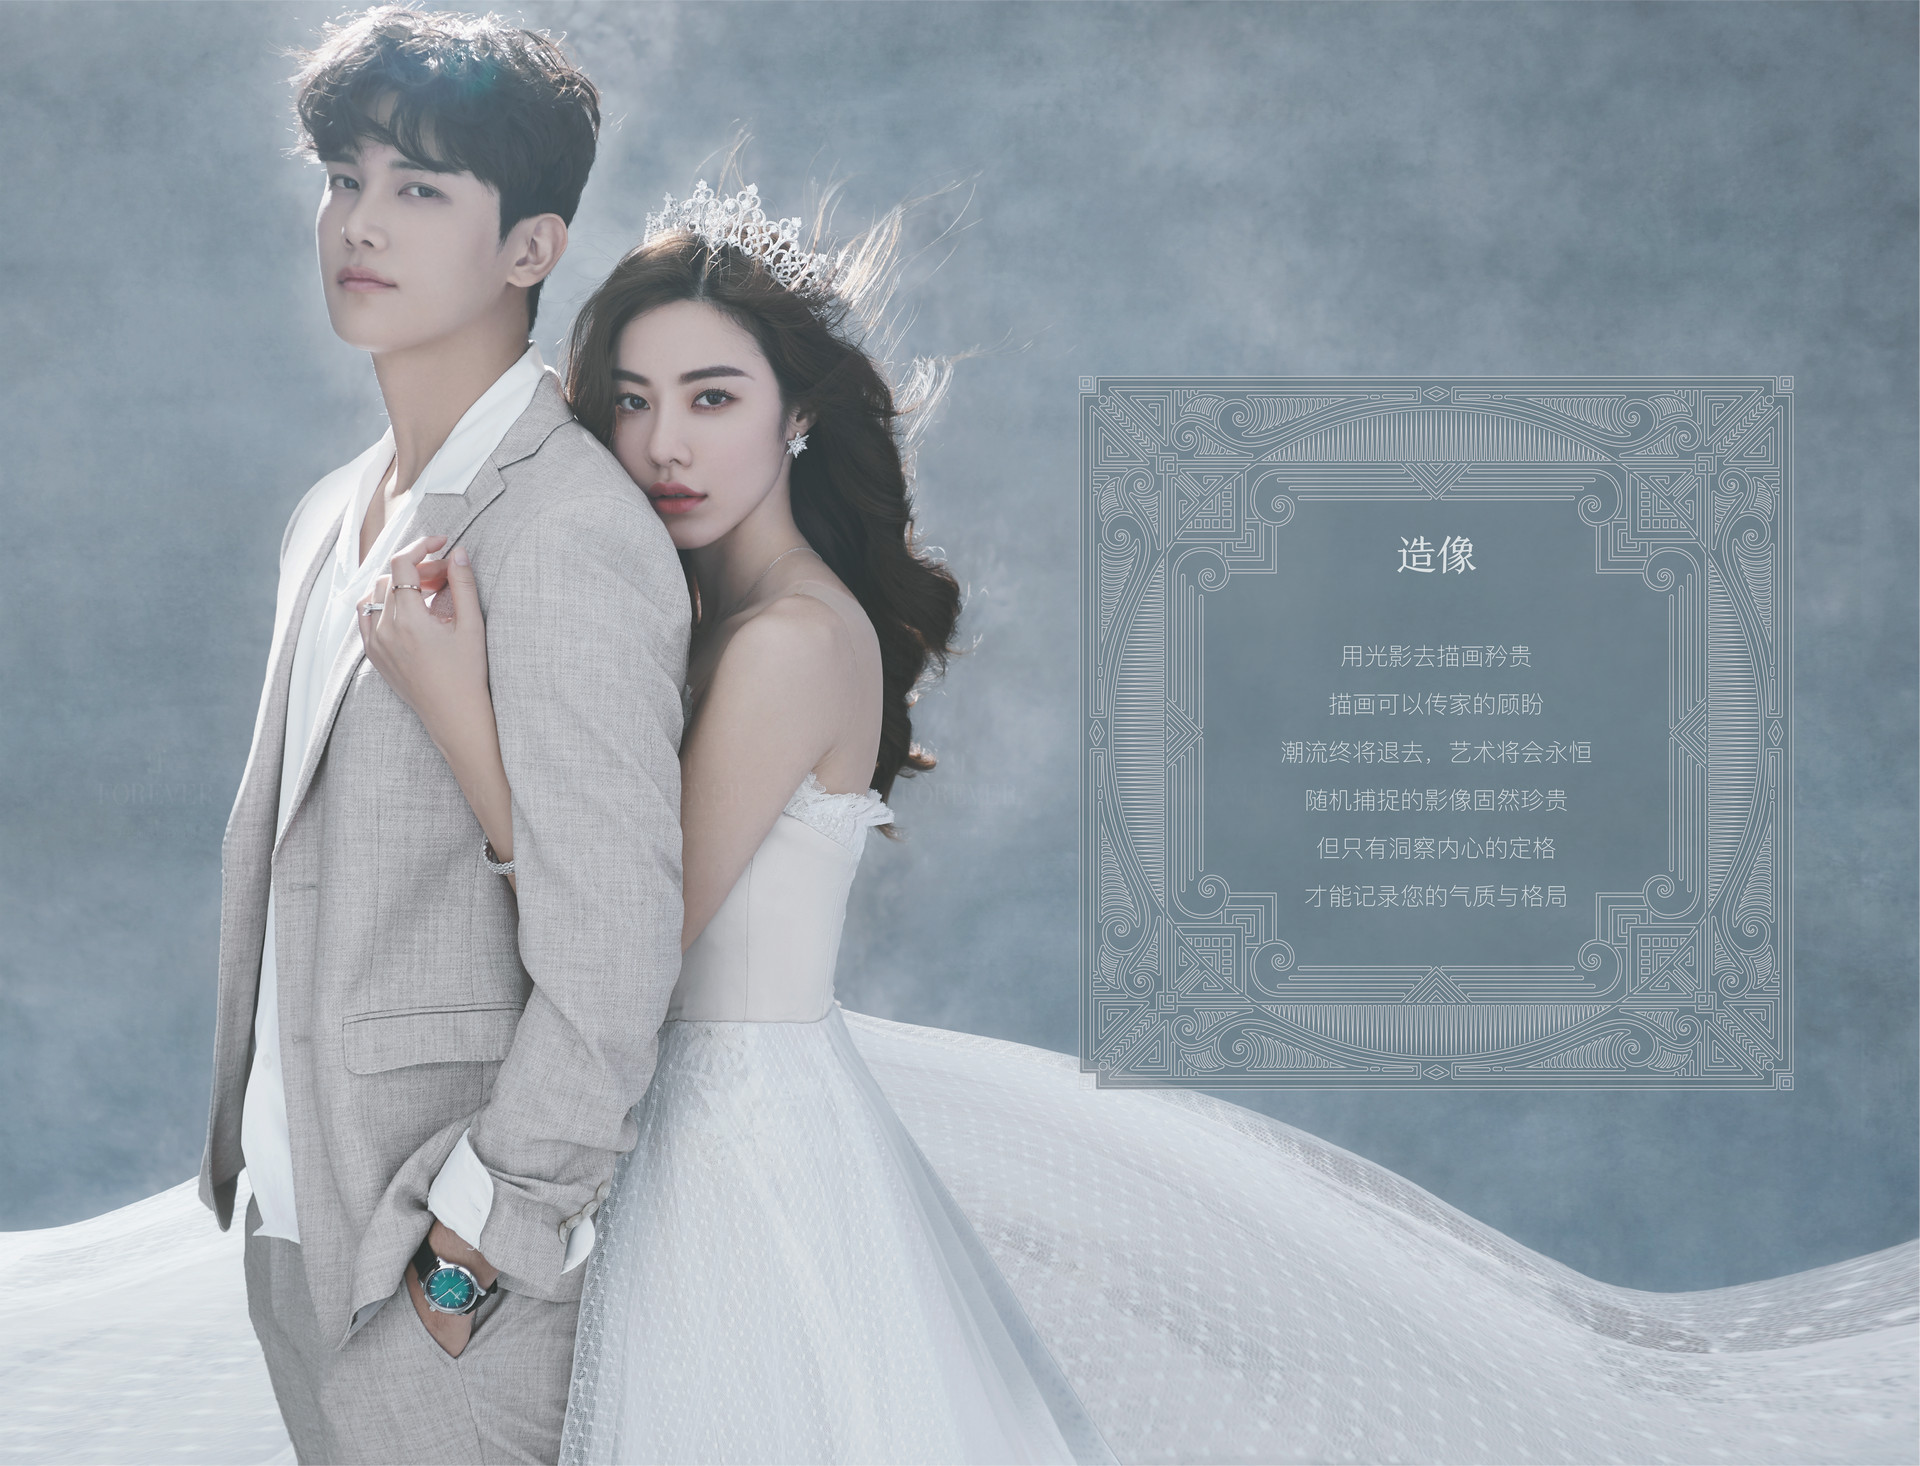 造像
用光影去描画矜贵
描画可以传家的顾盼
潮流终将退去，艺术将会永恒
随机捕捉的影像固然珍贵
但只有洞察内心的定格
才能记录您的气质与格局
FOREVER